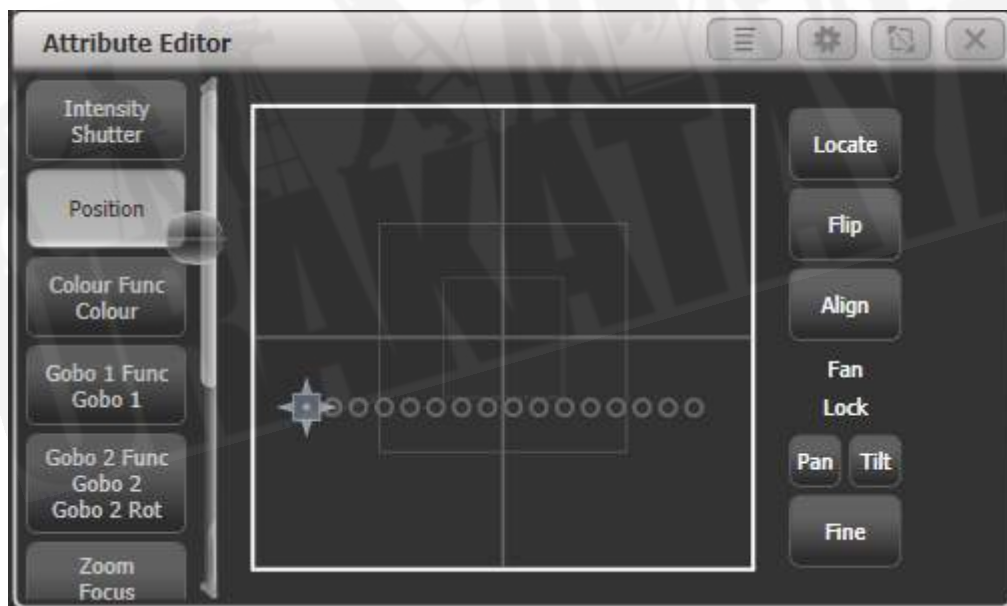 Attribute Editor
Intensity
Shutter
Position
Colour Func
Colour
Gobo 1 Func
Gobo 1
Gobo 2 Func
Gobo 2
Gobo 2 Rot
Zoom
Focus
Locate
Flip
Align
Fan
Lock
Pan Tilt
Fine